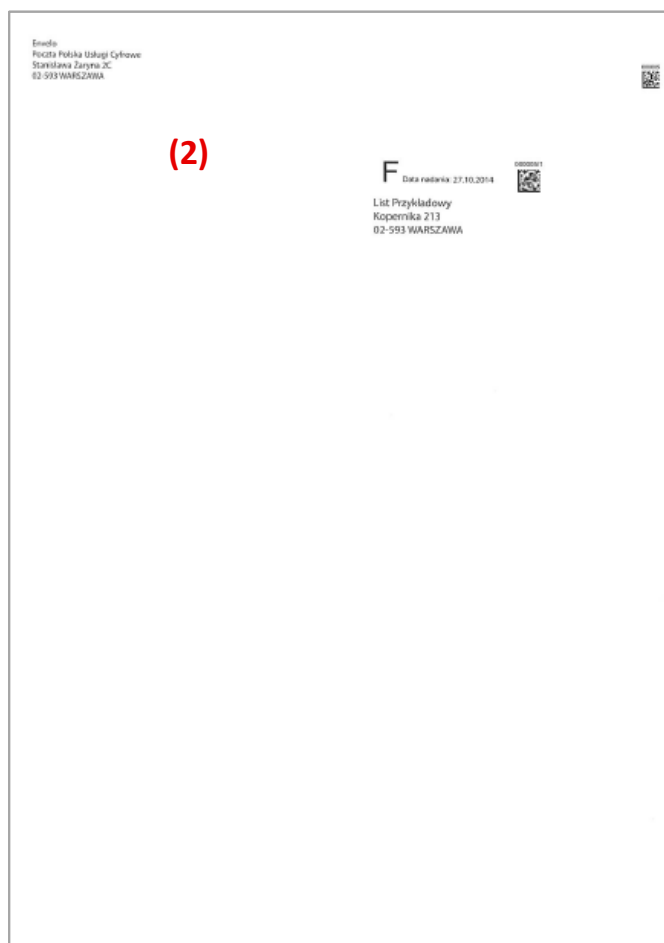 Envelo
Poczta Polska Usługi Cyfrowe
Stanisława Żaryna 2C
02-593 WARSZAWA
(2)
F Data nadania: 27.10.2014
List Przykładowy
Kopernika 213
02-593 WARSZAWA